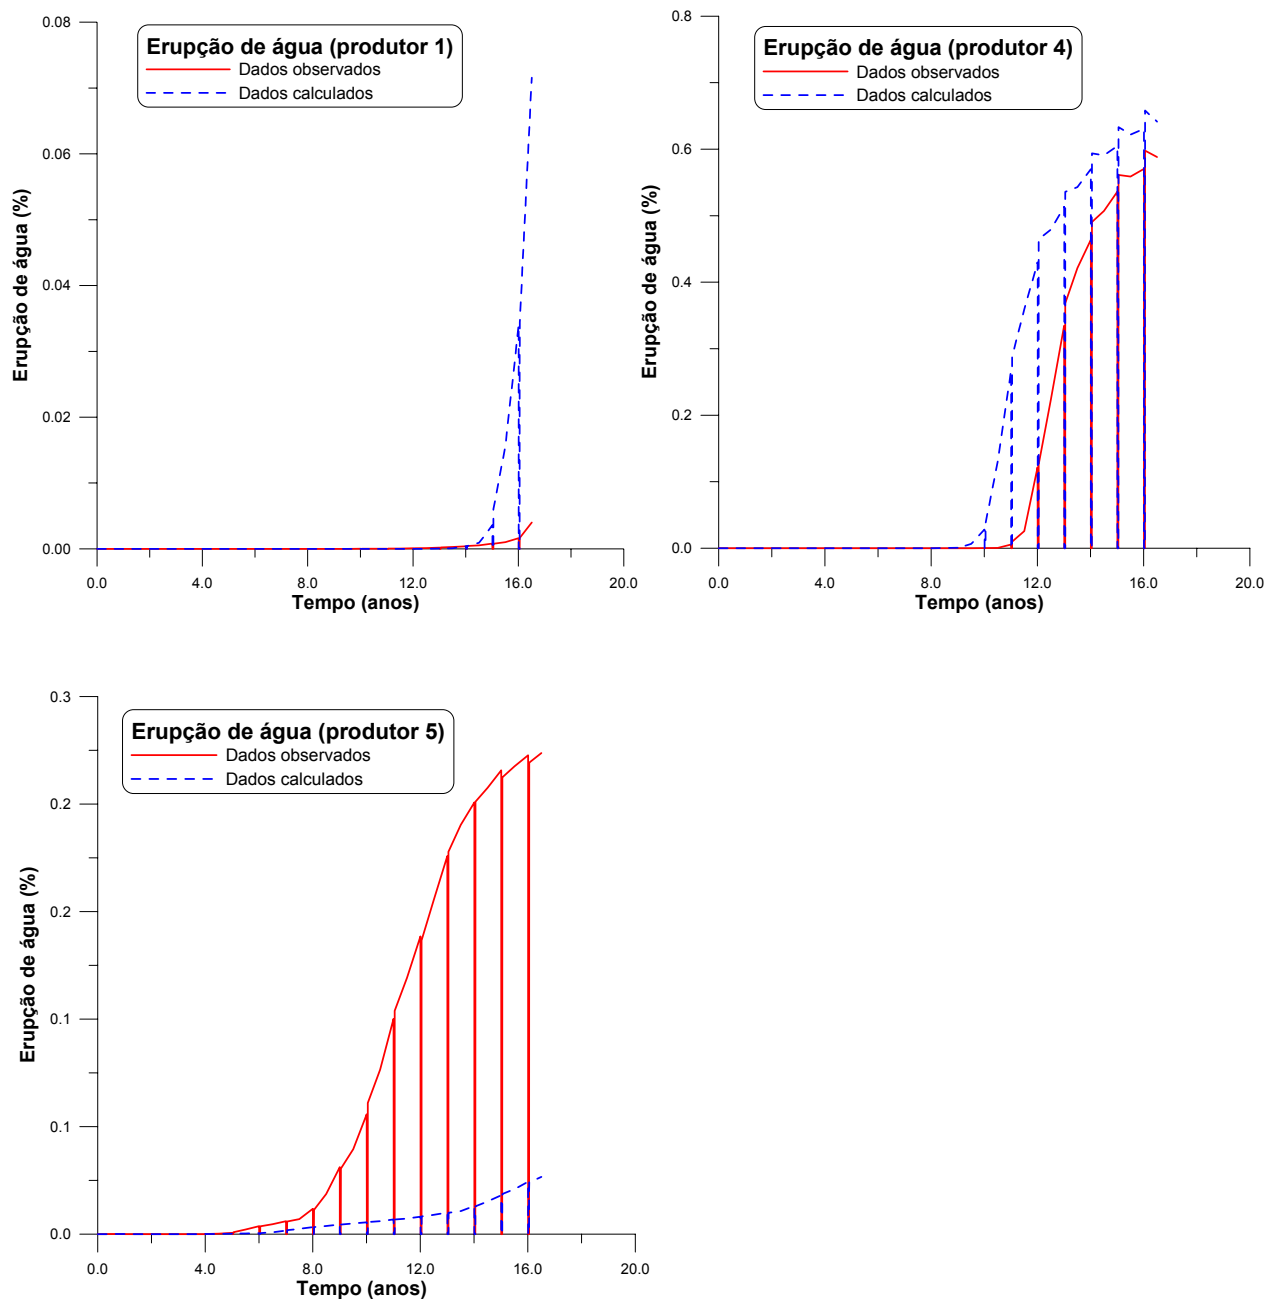 Erupção de água (produtor 1)
Dados observados
Dados calculados
Erupção de água (%)
0.08
0.06
0.04
0.02
0.00
0.0 4.0 8.0 12.0 16.0 20.0
Tempo (anos)
Erupção de água (produtor 4)
Dados observados
Dados calculados
Erupção de água (%)
0.8
0.6
0.4
0.2
0.0
0.0 4.0 8.0 12.0 16.0 20.0
Tempo (anos)
Erupção de água (produtor 5)
Dados observados
Dados calculados
Erupção de água (%)
0.3
0.2
0.2
0.1
0.1
0.0
0.0 4.0 8.0 12.0 16.0 20.0
Tempo (anos)